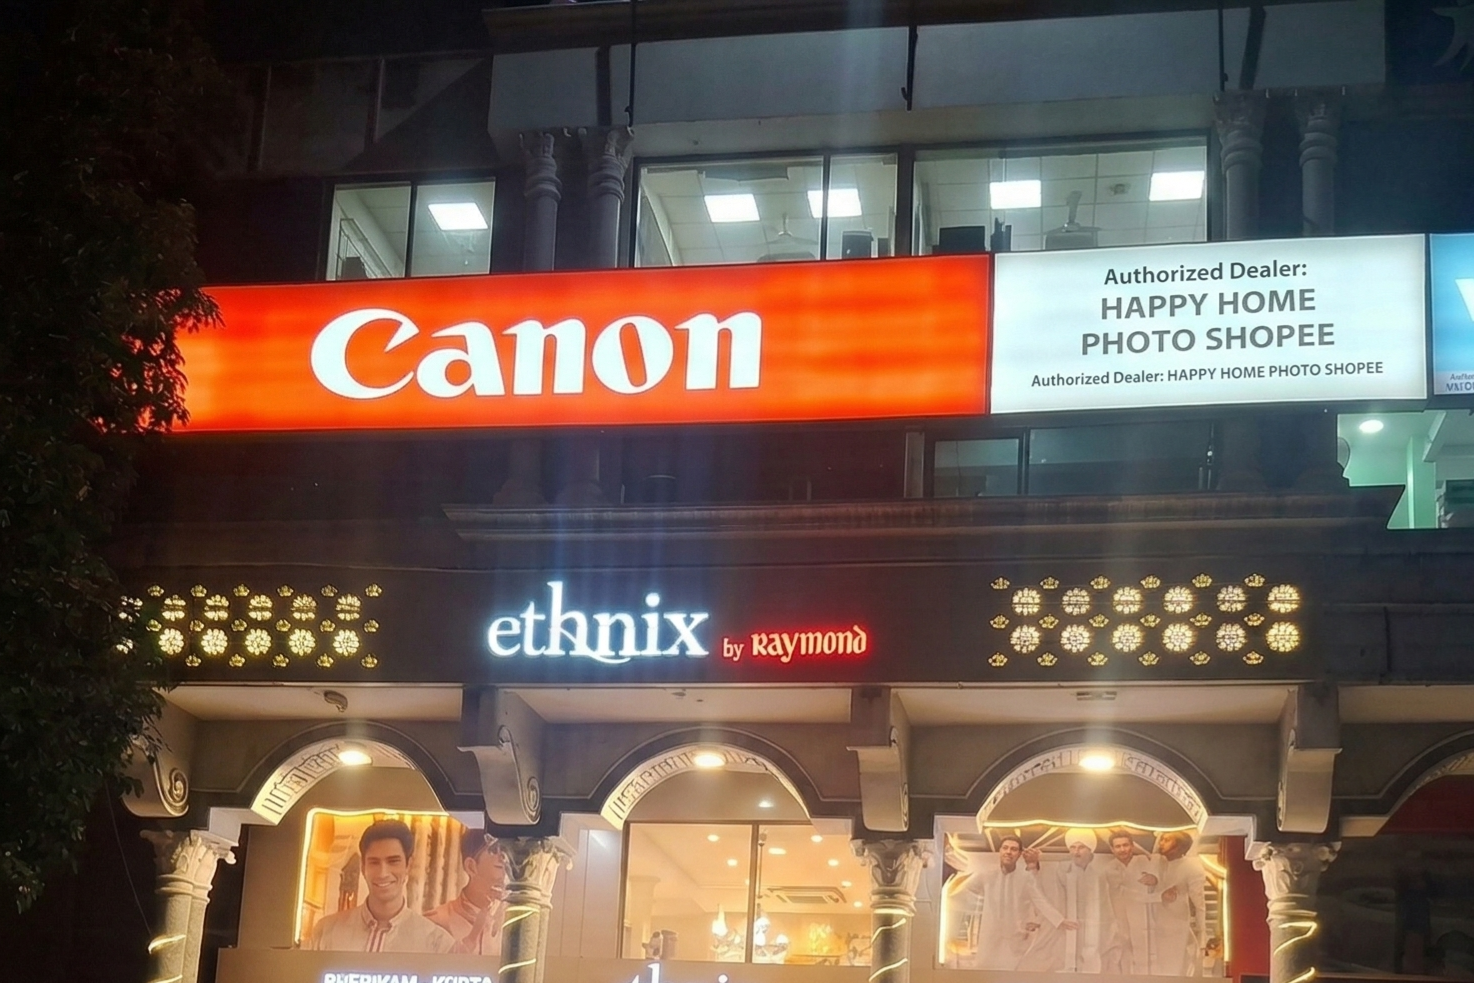 Canon
Authorized Dealer:
HAPPY HOME
PHOTO SHOPEE
Authorized Dealer: HAPPY HOME PHOTO SHOPEE
ethnix by Raymond